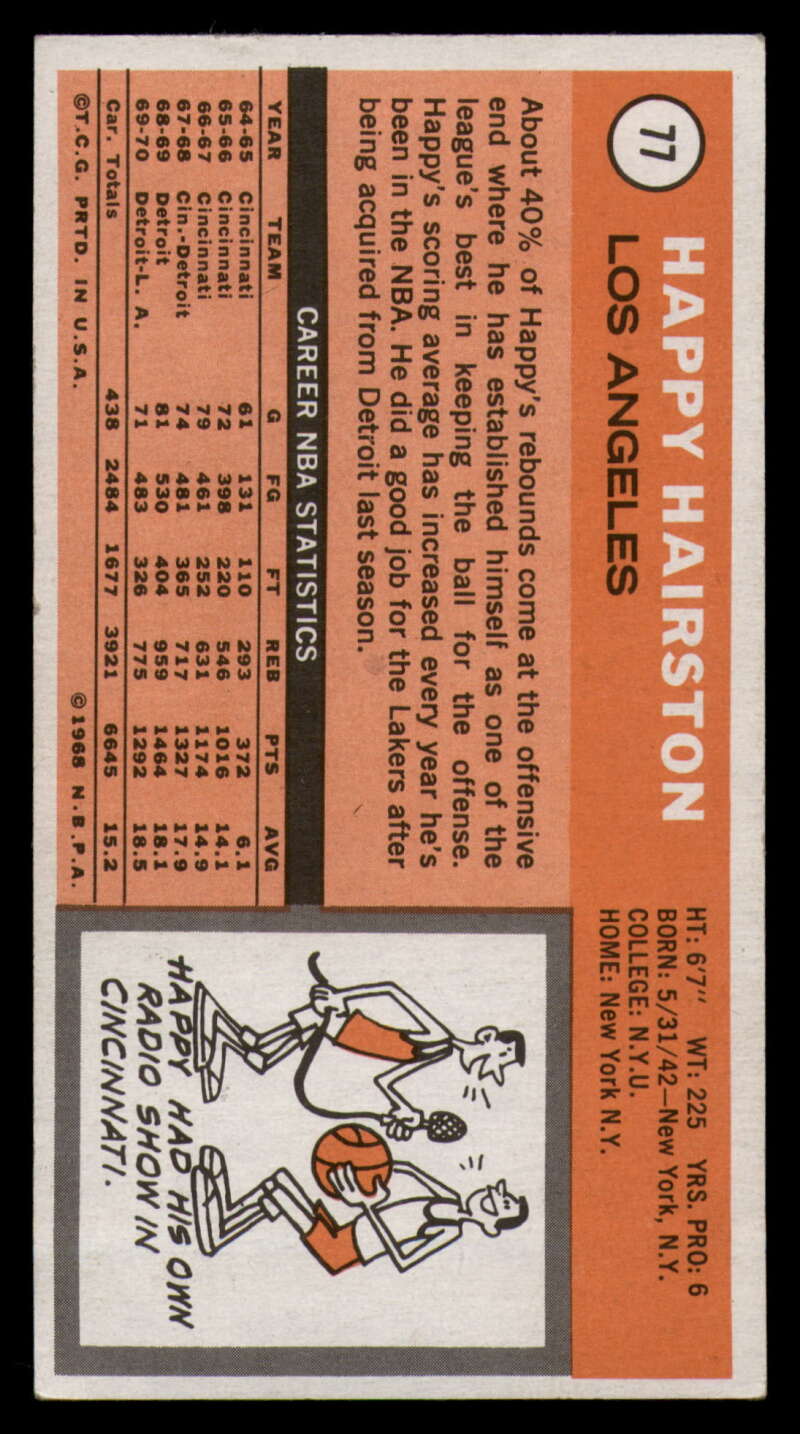 77
HAPPY HAIRSTON
LOS ANGELES
HT: 6'7" WT: 225 YRS. PRO: 6
BORN: 5/31/42—New York, N.Y.
COLLEGE: N.Y.U.
HOME: New York N.Y.
About 40% of Happy's rebounds come at the offensive
end where he has established himself as one of the
league's best in keeping the ball for the offense.
Happy's scoring average has increased every year he's
been in the NBA. He did a good job for the Lakers after
being acquired from Detroit last season.
CAREER NBA STATISTICS
YEAR TEAM G FG FT REB PTS AVG
64-65 Cincinnati 61 131 110 293 372 6.1
65-66 Cincinnati 72 398 220 546 1016 14.1
66-67 Cincinnati 79 461 252 631 1174 14.9
67-68 Cin.-Detroit 74 481 365 717 1327 17.9
68-69 Detroit 81 530 404 959 1464 18.1
69-70 Detroit-L. A. 71 483 326 775 1292 18.5
Car. Totals 438 2484 1677 3921 6645 15.2
©T.C.G. PRTD. IN U.S.A. ©1968 N.B.P.A.
HAPPY HAD HIS OWN
RADIO SHOW IN
CINCINNATI.